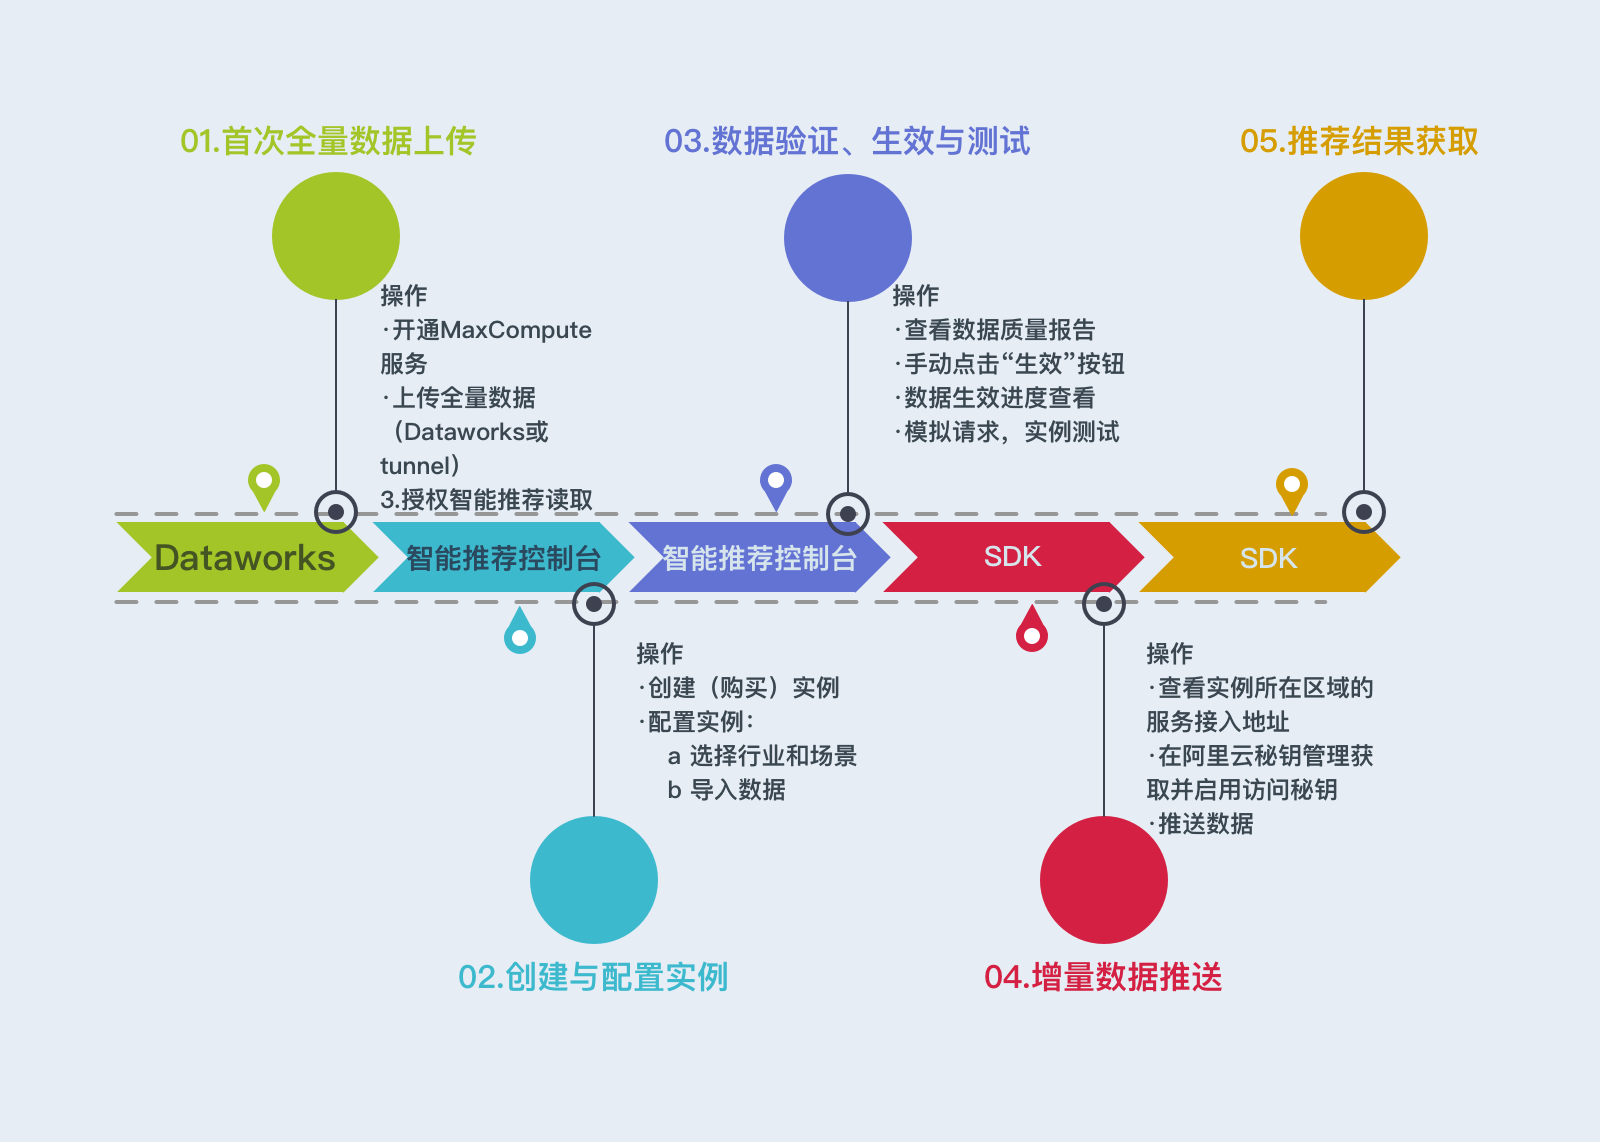 01.首次全量数据上传
03.数据验证、生效与测试
05.推荐结果获取
操作
·开通MaxCompute
服务
·上传全量数据
（Dataworks或
tunnel）
3.授权智能推荐读取
操作
·查看数据质量报告
·手动点击“生效”按钮
·数据生效进度查看
·模拟请求，实例测试
Dataworks
智能推荐控制台
智能推荐控制台
SDK
SDK
操作
·创建（购买）实例
·配置实例：
a 选择行业和场景
b 导入数据
操作
·查看实例所在区域的
服务接入地址
·在阿里云秘钥管理获
取并启用访问秘钥
·推送数据
02.创建与配置实例
04.增量数据推送